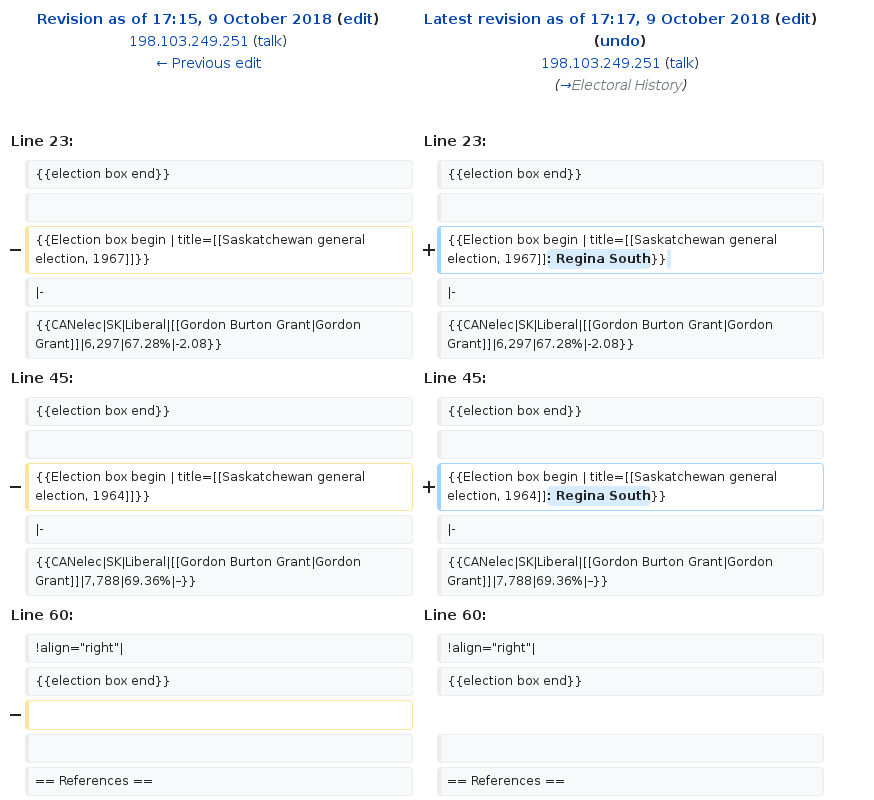 Revision as of 17:15, 9 October 2018 (edit)
198.103.249.251 (talk)
← Previous edit
Latest revision as of 17:17, 9 October 2018 (edit)
(undo)
198.103.249.251 (talk)
(→Electoral History)
Line 23:
Line 23:
{{election box end}}
{{election box end}}
− {{Election box begin | title=[[Saskatchewan general
election, 1967]]}}
+ {{Election box begin | title=[[Saskatchewan general
election, 1967]]: Regina South}}
|-
|-
{{CANelec|SK|Liberal|[[Gordon Burton Grant|Gordon
Grant]]|6,297|67.28%|-2.08}}
{{CANelec|SK|Liberal|[[Gordon Burton Grant|Gordon
Grant]]|6,297|67.28%|-2.08}}
Line 45:
Line 45:
{{election box end}}
{{election box end}}
− {{Election box begin | title=[[Saskatchewan general
election, 1964]]}}
+ {{Election box begin | title=[[Saskatchewan general
election, 1964]]: Regina South}}
|-
|-
{{CANelec|SK|Liberal|[[Gordon Burton Grant|Gordon
Grant]]|7,788|69.36%|–}}
{{CANelec|SK|Liberal|[[Gordon Burton Grant|Gordon
Grant]]|7,788|69.36%|–}}
Line 60:
Line 60:
!align="right"|
!align="right"|
{{election box end}}
{{election box end}}
−
== References ==
== References ==